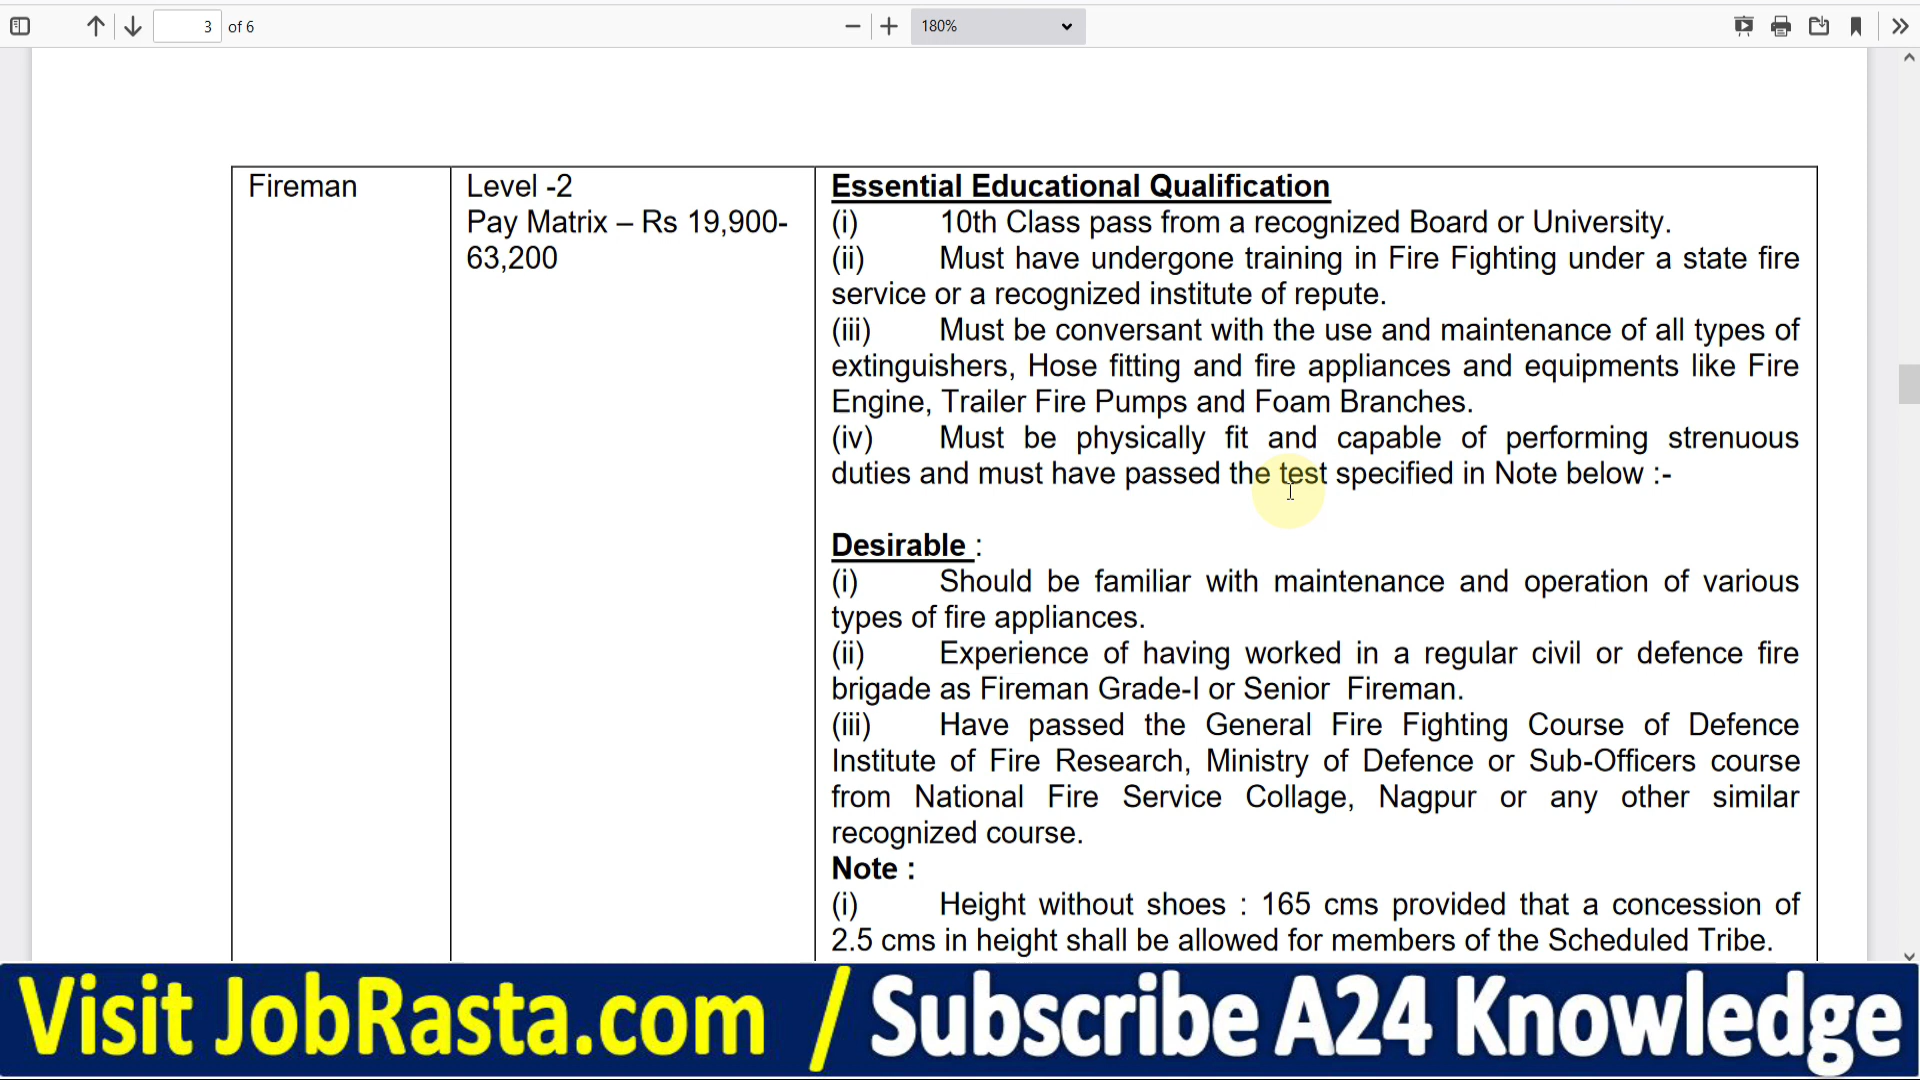 3 of 6
180%
Fireman
Level -2
Pay Matrix – Rs 19,900-
63,200
Essential Educational Qualification
(i) 10th Class pass from a recognized Board or University.
(ii) Must have undergone training in Fire Fighting under a state fire
service or a recognized institute of repute.
(iii) Must be conversant with the use and maintenance of all types of
extinguishers, Hose fitting and fire appliances and equipments like Fire
Engine, Trailer Fire Pumps and Foam Branches.
(iv) Must be physically fit and capable of performing strenuous
duties and must have passed the test specified in Note below :-
Desirable :
(i) Should be familiar with maintenance and operation of various
types of fire appliances.
(ii) Experience of having worked in a regular civil or defence fire
brigade as Fireman Grade-I or Senior Fireman.
(iii) Have passed the General Fire Fighting Course of Defence
Institute of Fire Research, Ministry of Defence or Sub-Officers course
from National Fire Service Collage, Nagpur or any other similar
recognized course.
Note :
(i) Height without shoes : 165 cms provided that a concession of
2.5 cms in height shall be allowed for members of the Scheduled Tribe.
Visit JobRasta.com / Subscribe A24 Knowledge